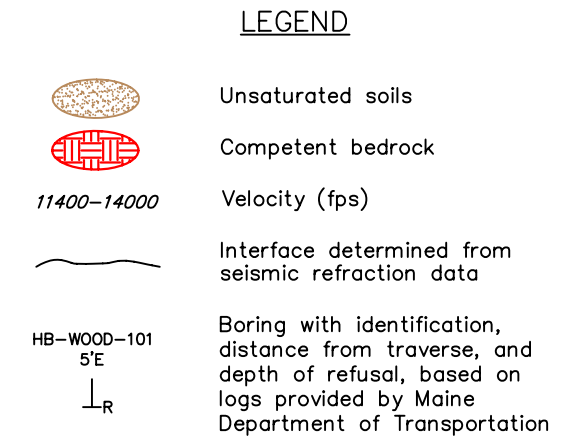 LEGEND
Unsaturated soils
Competent bedrock
11400-14000 Velocity (fps)
Interface determined from
seismic refraction data
HB-WOOD-101
5'E
R
Boring with identification,
distance from traverse, and
depth of refusal, based on
logs provided by Maine
Department of Transportation